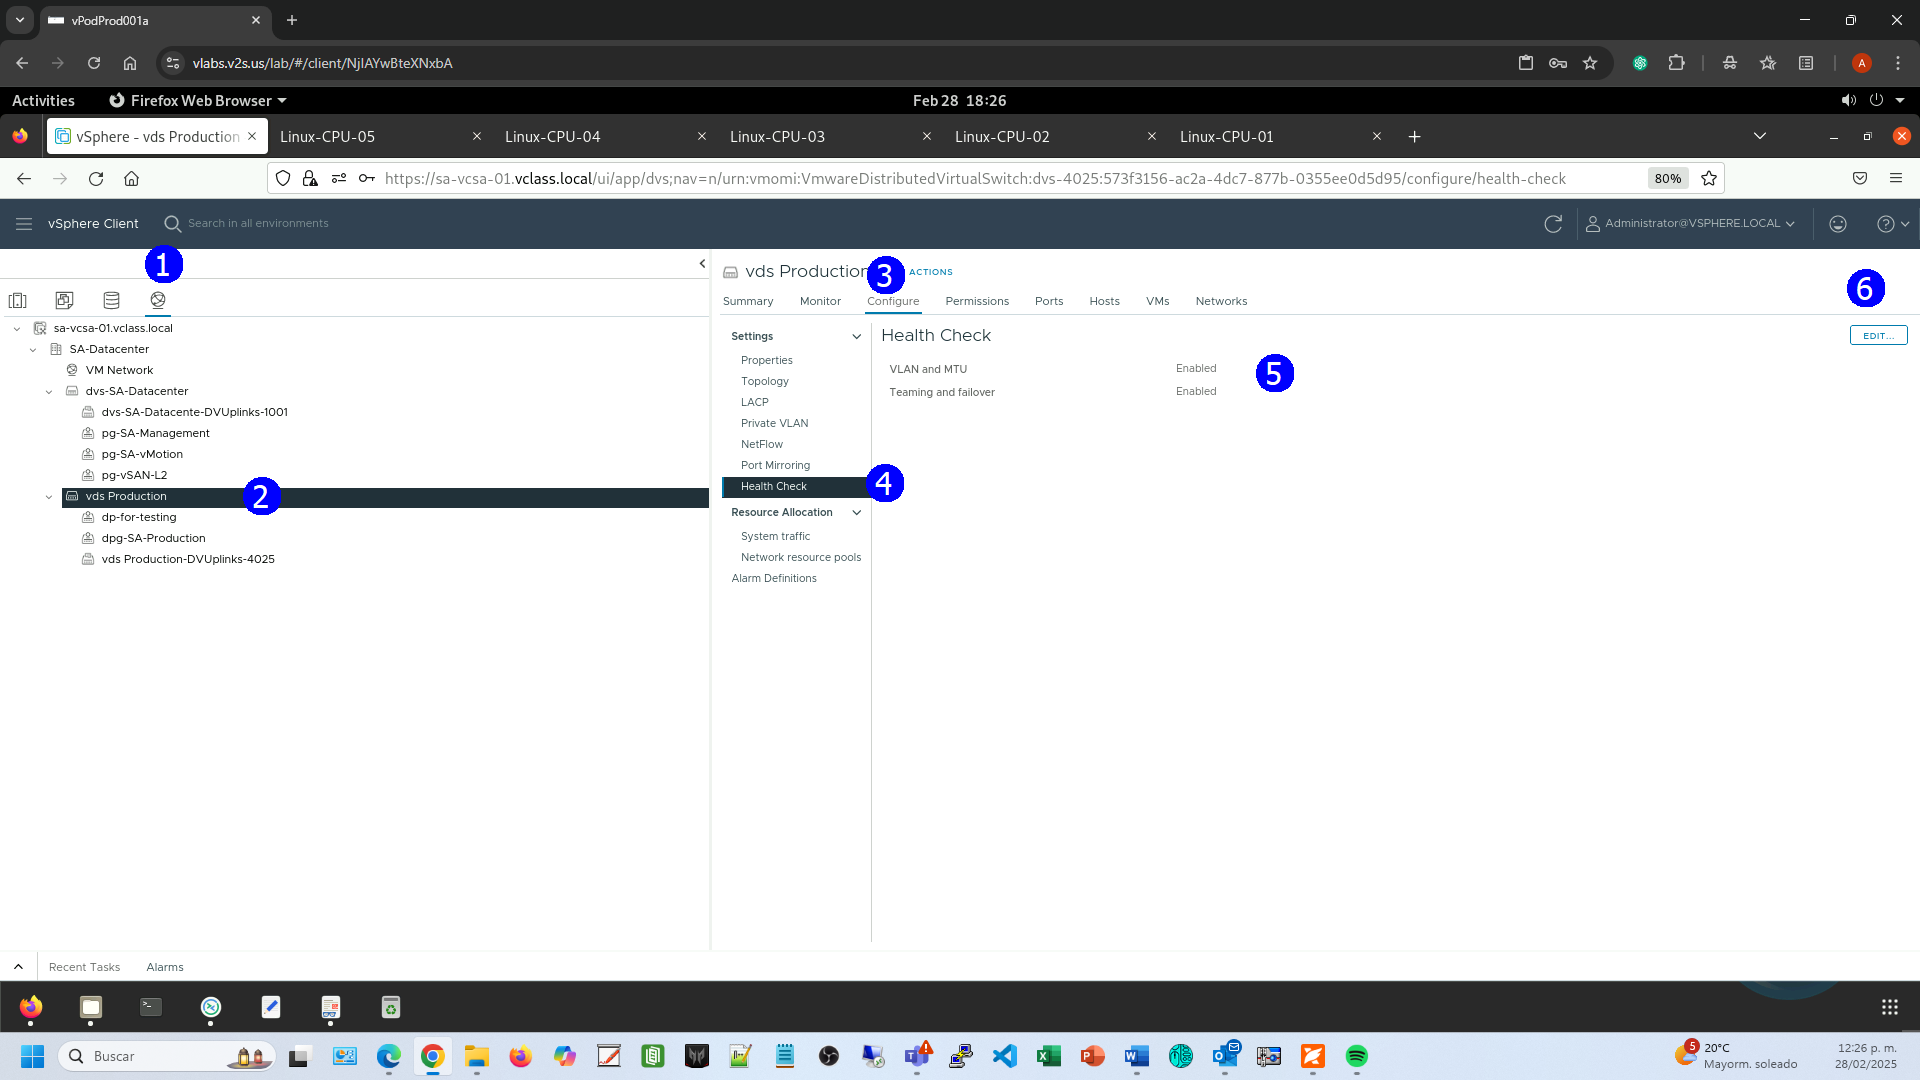 vPodProd001a
vlabs.v2s.us/lab/#/client/NjlAYwBteXNxbA
A
Activities
Firefox Web Browser
Feb 28 18:26
vSphere - vds Production
Linux-CPU-05
Linux-CPU-04
Linux-CPU-03
Linux-CPU-02
Linux-CPU-01
https://sa-vcsa-01.vclass.local/ui/app/dvs;nav=n/urn:vmomi:VmwareDistributedVirtualSwitch:dvs-4025:573f3156-ac2a-4dc7-877b-0355ee0d5d95/configure/health-check
80%
vSphere Client
Search in all environments
Administrator@VSPHERE.LOCAL
1
sa-vcsa-01.vclass.local
SA-Datacenter
VM Network
dvs-SA-Datacenter
dvs-SA-Datacente-DVUplinks-1001
pg-SA-Management
pg-SA-vMotion
pg-vSAN-L2
vds Production
2
dp-for-testing
dpg-SA-Production
vds Production-DVUplinks-4025
vds Production
3
ACTIONS
6
Summary
Monitor
Configure
Permissions
Ports
Hosts
VMs
Networks
Settings
Properties
Topology
LACP
Private VLAN
NetFlow
Port Mirroring
Health Check
4
Resource Allocation
System traffic
Network resource pools
Alarm Definitions
Health Check
EDIT...
VLAN and MTU
Enabled
5
Teaming and failover
Enabled
Recent Tasks
Alarms
Buscar
5
20°C
Mayorm. soleado
12:26 p. m.
28/02/2025